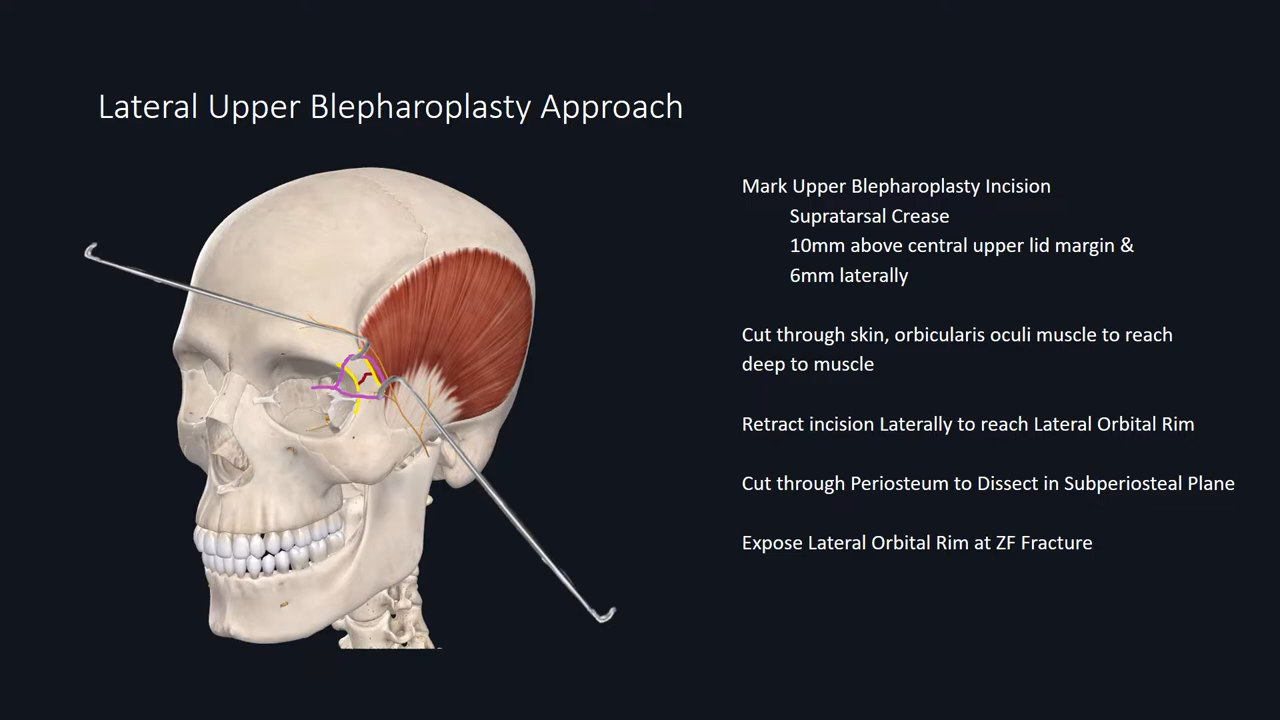 Lateral Upper Blepharoplasty Approach
Mark Upper Blepharoplasty Incision
Supratarsal Crease
10mm above central upper lid margin &
6mm laterally
Cut through skin, orbicularis oculi muscle to reach
deep to muscle
Retract incision Laterally to reach Lateral Orbital Rim
Cut through Periosteum to Dissect in Subperiosteal Plane
Expose Lateral Orbital Rim at ZF Fracture